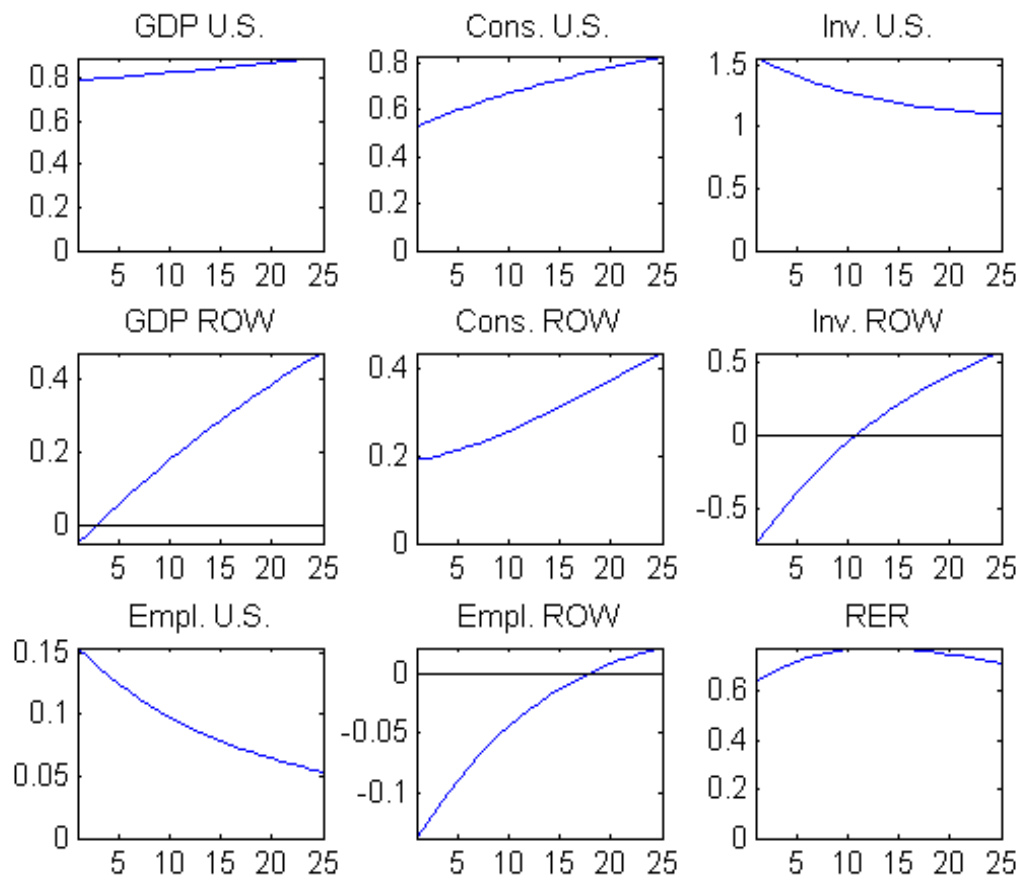 GDP U.S. Cons. U.S. Inv. U.S.
0.8 0.8 1.5
0.6 0.6 1
0.4 0.4 0.5
0.2 0.2
0 0 0
5 10 15 20 25 5 10 15 20 25 5 10 15 20 25
GDP ROW Cons. ROW Inv. ROW
0.4 0.4 0.5
0.2 0.2 0
0 0 -0.5
5 10 15 20 25 5 10 15 20 25 5 10 15 20 25
Empl. U.S. Empl. ROW RER
0.15 0 0.6
0.1 -0.05 0.4
0.05 -0.1 0.2
0 0
5 10 15 20 25 5 10 15 20 25 5 10 15 20 25